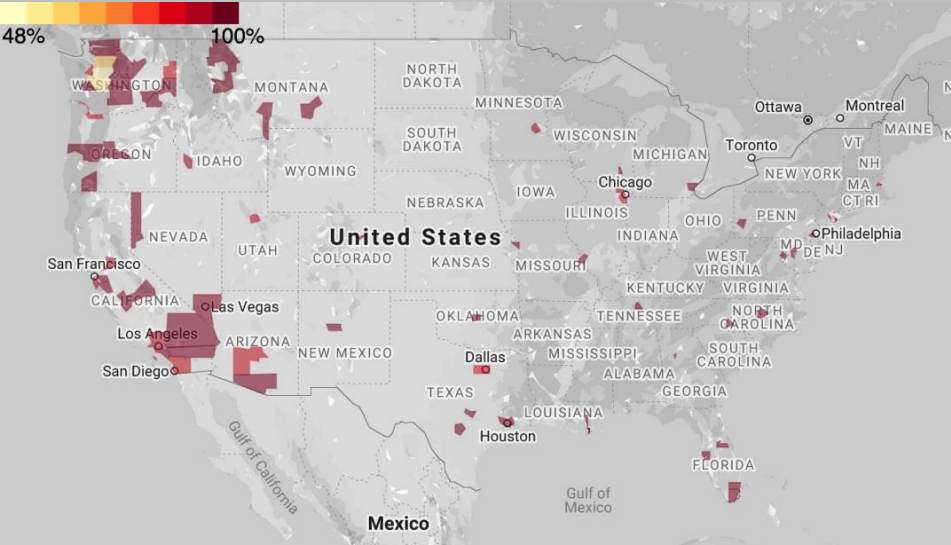 48%
100%
WASHINGTON
MONTANA
NORTH
DAKOTA
MINNESOTA
Ottawa
Montreal
MAINE
N
OREGON
IDAHO
SOUTH
DAKOTA
WISCONSIN
MICHIGAN
Toronto
VT
NH
N
WYOMING
NEW YORK
MA
CT RI
Chicago
IOWA
NEBRASKA
ILLINOIS
OHIO
PENN
NEVADA
UTAH
United States
COLORADO
INDIANA
Philadelphia
MD
DE
NJ
San Francisco
KANSAS
MISSOURI
WEST
VIRGINIA
KENTUCKY
VIRGINIA
CALIFORNIA
Las Vegas
OKLAHOMA
TENNESSEE
NORTH
CAROLINA
Los Angeles
ARIZONA
NEW MEXICO
ARKANSAS
MISSISSIPPI
SOUTH
CAROLINA
San Diego
Dallas
ALABAMA
GEORGIA
TEXAS
LOUISIANA
Houston
Gulf of California
FLORIDA
Gulf of
Mexico
Mexico